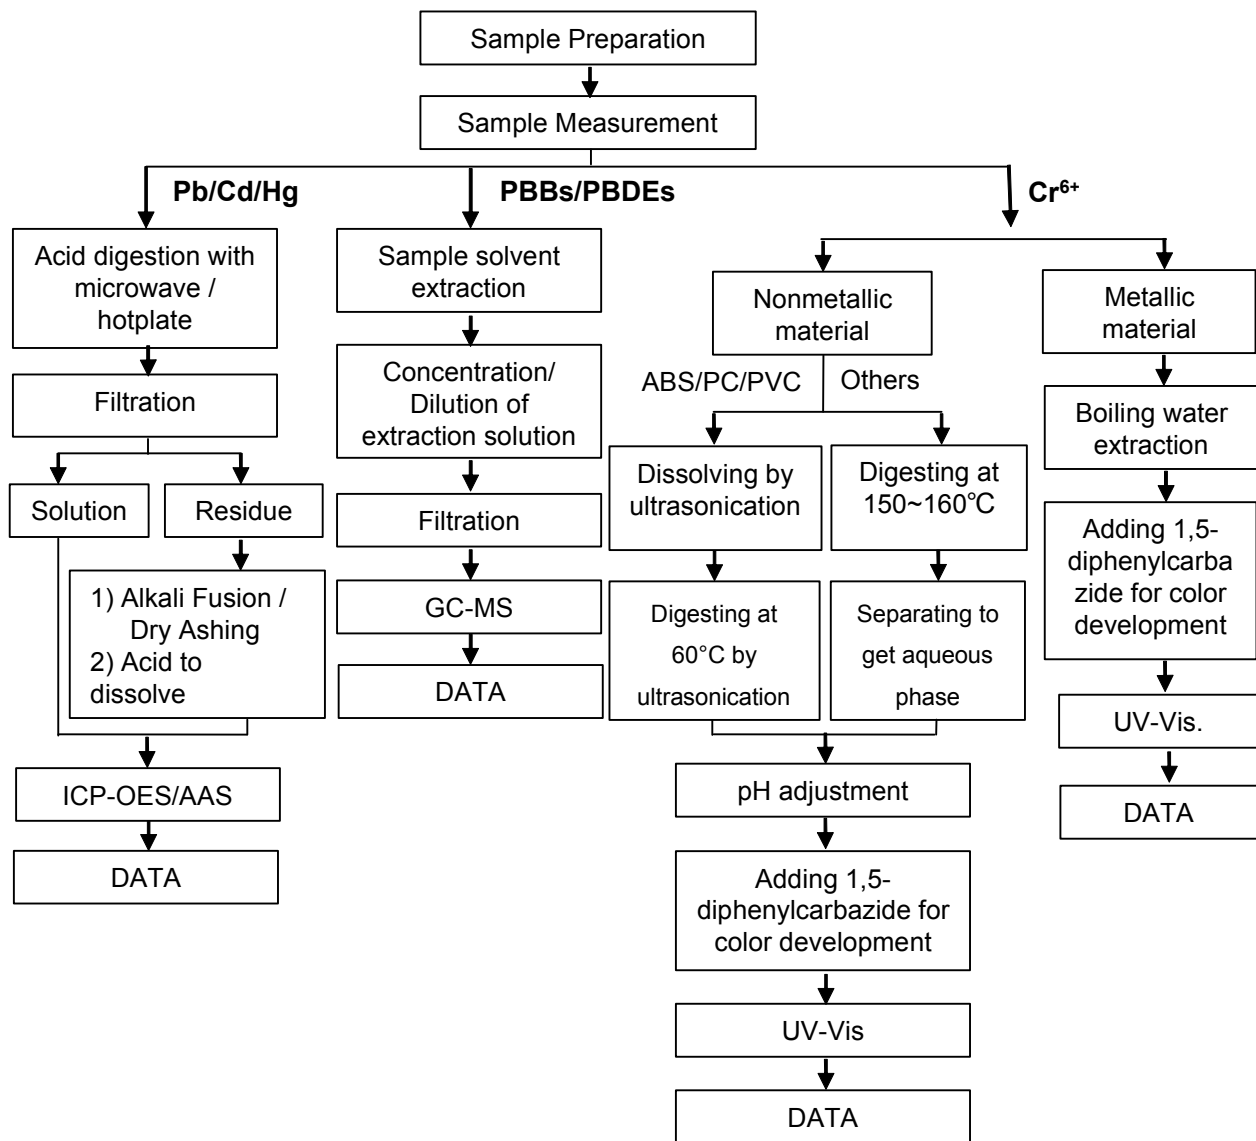 Sample Preparation
Sample Measurement
Pb/Cd/Hg
PBBs/PBDEs
Cr⁶⁺
Acid digestion with
microwave /
hotplate
Filtration
Solution
Residue
1) Alkali Fusion /
Dry Ashing
2) Acid to
dissolve
ICP-OES/AAS
DATA
Sample solvent
extraction
Concentration/
Dilution of
extraction solution
Filtration
GC-MS
DATA
Nonmetallic
material
ABS/PC/PVC
Others
Dissolving by
ultrasonication
Digesting at
60°C by
ultrasonication
Digesting at
150~160℃
Separating to
get aqueous
phase
pH adjustment
Adding 1,5-
diphenylcarbazide for
color development
UV-Vis
DATA
Metallic
material
Boiling water
extraction
Adding 1,5-
diphenylcarba
zide for color
development
UV-Vis.
DATA